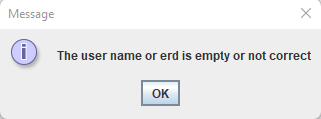 Message
The user name or erd is empty or not correct
OK